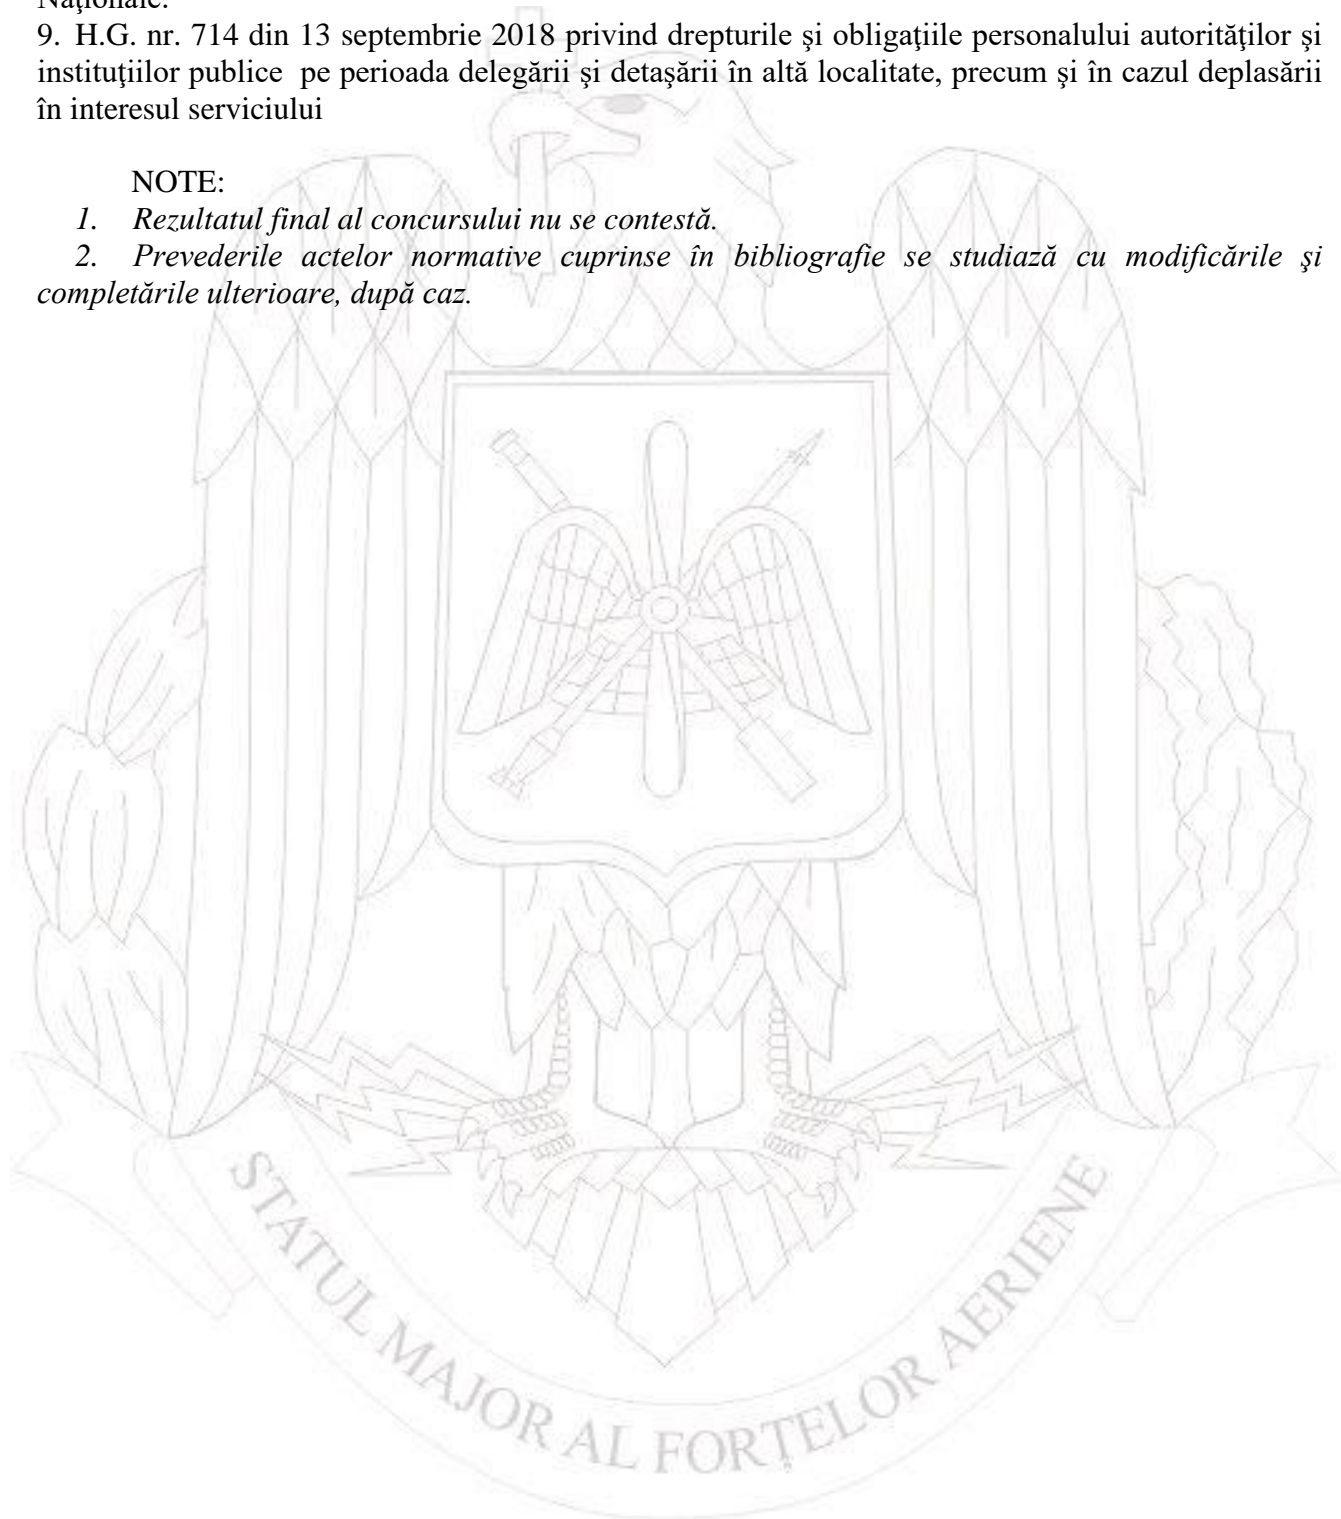 Naţionale.
9. H.G. nr. 714 din 13 septembrie 2018 privind drepturile şi obligaţiile personalului autorităţilor şi
instituţiilor publice pe perioada delegării şi detaşării în altă localitate, precum şi în cazul deplasării
în interesul serviciului
NOTE:
1. Rezultatul final al concursului nu se contestă.
2. Prevederile actelor normative cuprinse în bibliografie se studiază cu modificările şi
completările ulterioare, după caz.
STATUL MAJOR AL FORŢELOR AERIENE